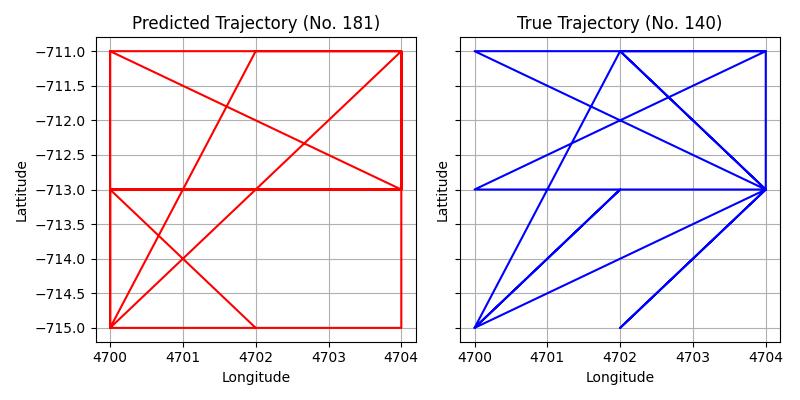 Predicted Trajectory (No. 181)
True Trajectory (No. 140)
−711.0
−711.5
−712.0
−712.5
−713.0
−713.5
−714.0
−714.5
−715.0
Lattitude
Lattitude
4700 4701 4702 4703 4704
4700 4701 4702 4703 4704
Longitude
Longitude